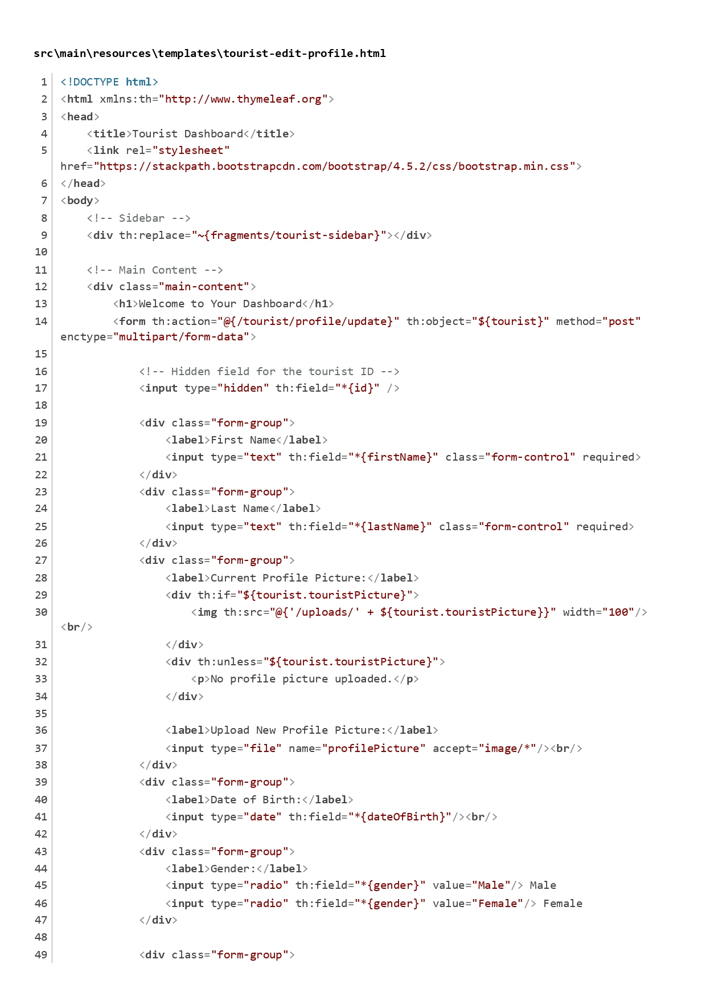 src\main\resources\templates\tourist-edit-profile.html
1 <!DOCTYPE html>
2 <html xmlns:th="http://www.thymeleaf.org">
3 <head>
4     <title>Tourist Dashboard</title>
5     <link rel="stylesheet"
href="https://stackpath.bootstrapcdn.com/bootstrap/4.5.2/css/bootstrap.min.css">
6 </head>
7 <body>
8     <!-- Sidebar -->
9     <div th:replace="~{fragments/tourist-sidebar}"></div>
10
11     <!-- Main Content -->
12     <div class="main-content">
13         <h1>Welcome to Your Dashboard</h1>
14         <form th:action="@{/tourist/profile/update}" th:object="${tourist}" method="post"
enctype="multipart/form-data">
15
16             <!-- Hidden field for the tourist ID -->
17             <input type="hidden" th:field="*{id}" />
18
19             <div class="form-group">
20                 <label>First Name</label>
21                 <input type="text" th:field="*{firstName}" class="form-control" required>
22             </div>
23             <div class="form-group">
24                 <label>Last Name</label>
25                 <input type="text" th:field="*{lastName}" class="form-control" required>
26             </div>
27             <div class="form-group">
28                 <label>Current Profile Picture:</label>
29                 <div th:if="${tourist.touristPicture}">
30                     <img th:src="@{'/uploads/' + ${tourist.touristPicture}}" width="100"/>
<br/>
31                 </div>
32                 <div th:unless="${tourist.touristPicture}">
33                     <p>No profile picture uploaded.</p>
34                 </div>
35
36                 <label>Upload New Profile Picture:</label>
37                 <input type="file" name="profilePicture" accept="image/*"/><br/>
38             </div>
39             <div class="form-group">
40                 <label>Date of Birth:</label>
41                 <input type="date" th:field="*{dateOfBirth}"/><br/>
42             </div>
43             <div class="form-group">
44                 <label>Gender:</label>
45                 <input type="radio" th:field="*{gender}" value="Male"/> Male
46                 <input type="radio" th:field="*{gender}" value="Female"/> Female
47             </div>
48
49             <div class="form-group">